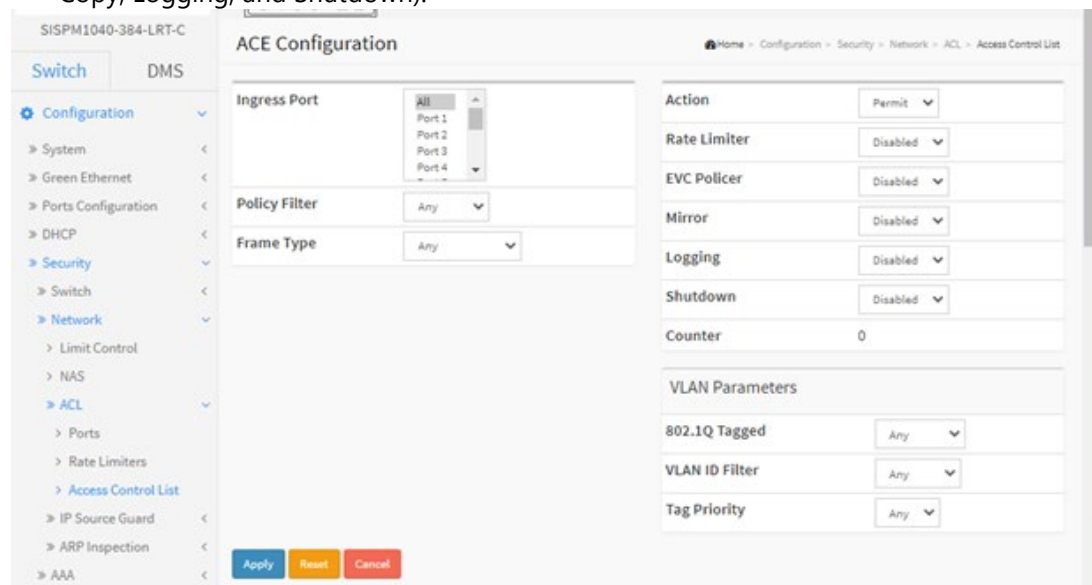 Copy, Logging, and Shutdown).
SISPM1040-384-LRT-C
Switch DMS
Configuration
» System
» Green Ethernet
» Ports Configuration
» DHCP
» Security
» Switch
» Network
> Limit Control
> NAS
» ACL
> Ports
> Rate Limiters
> Access Control List
» IP Source Guard
» ARP Inspection
» AAA
ACE Configuration
Home > Configuration > Security > Network > ACL > Access Control List
Ingress Port
All
Port 1
Port 2
Port 3
Port 4
Policy Filter Any
Frame Type Any
Action Permit
Rate Limiter Disabled
EVC Policer Disabled
Mirror Disabled
Logging Disabled
Shutdown Disabled
Counter 0
VLAN Parameters
802.1Q Tagged Any
VLAN ID Filter Any
Tag Priority Any
Apply Reset Cancel